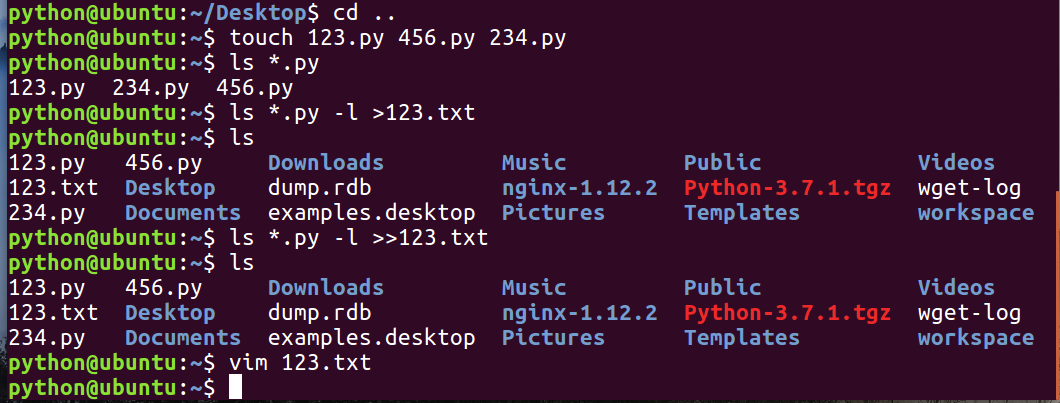 python@ubuntu:~/Desktop$ cd ..
python@ubuntu:~$ touch 123.py 456.py 234.py
python@ubuntu:~$ ls *.py
123.py  234.py  456.py
python@ubuntu:~$ ls *.py -l >123.txt
python@ubuntu:~$ ls
123.py   456.py     Downloads         Music         Public            Videos
123.txt  Desktop    dump.rdb          nginx-1.12.2  Python-3.7.1.tgz  wget-log
234.py   Documents  examples.desktop  Pictures      Templates         workspace
python@ubuntu:~$ ls *.py -l >>123.txt
python@ubuntu:~$ ls
123.py   456.py     Downloads         Music         Public            Videos
123.txt  Desktop    dump.rdb          nginx-1.12.2  Python-3.7.1.tgz  wget-log
234.py   Documents  examples.desktop  Pictures      Templates         workspace
python@ubuntu:~$ vim 123.txt
python@ubuntu:~$